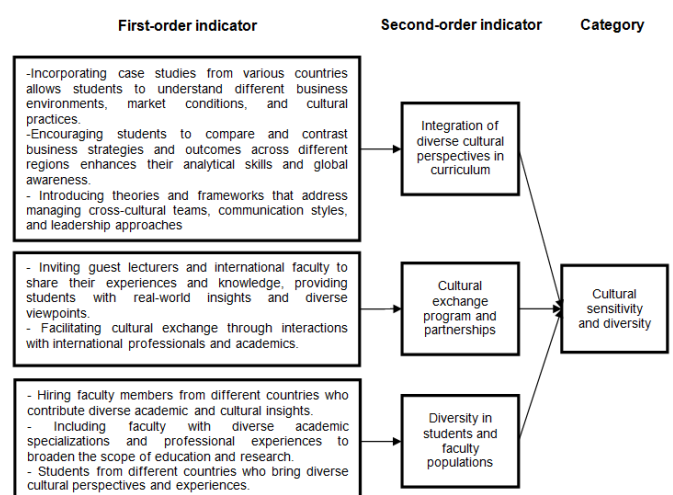 First-order indicator
Second-order indicator
Category
-Incorporating case studies from various countries
allows students to understand different business
environments, market conditions, and cultural
practices.
-Encouraging students to compare and contrast
business strategies and outcomes across different
regions enhances their analytical skills and global
awareness.
- Introducing theories and frameworks that address
managing cross-cultural teams, communication styles,
and leadership approaches
Integration of
diverse cultural
perspectives in
curriculum
- Inviting guest lecturers and international faculty to
share their experiences and knowledge, providing
students with real-world insights and diverse
viewpoints.
- Facilitating cultural exchange through interactions
with international professionals and academics.
Cultural
exchange
program and
partnerships
Cultural
sensitivity
and diversity
- Hiring faculty members from different countries who
contribute diverse academic and cultural insights.
- Including faculty with diverse academic
specializations and professional experiences to
broaden the scope of education and research.
- Students from different countries who bring diverse
cultural perspectives and experiences.
Diversity in
students and
faculty
populations